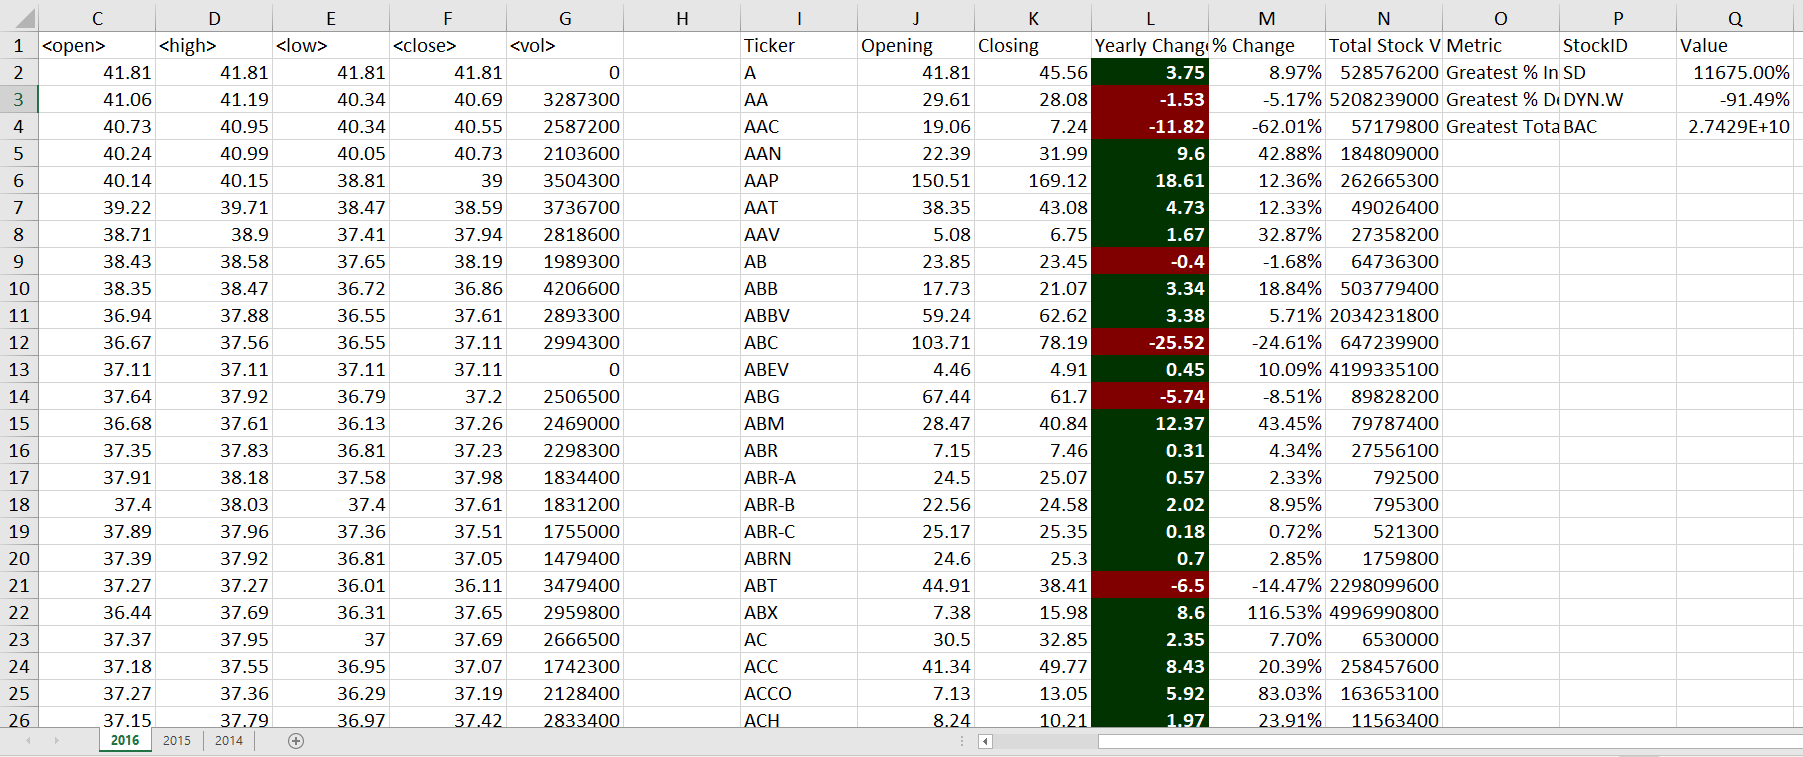 C D E F G H I J K L M N O P Q
1 <open> <high> <low> <close> <vol> Ticker Opening Closing Yearly Change % Change Total Stock V Metric StockID Value
2 41.81 41.81 41.81 41.81 0 A 41.81 45.56 3.75 8.97% 528576200 Greatest % In SD 11675.00%
3 41.06 41.19 40.34 40.69 3287300 AA 29.61 28.08 -1.53 -5.17% 5208239000 Greatest % De DYN.W -91.49%
4 40.73 40.95 40.34 40.55 2587200 AAC 19.06 7.24 -11.82 -62.01% 57179800 Greatest Tota BAC 2.7429E+10
5 40.24 40.99 40.05 40.73 2103600 AAN 22.39 31.99 9.6 42.88% 184809000
6 40.14 40.15 38.81 39 3504300 AAP 150.51 169.12 18.61 12.36% 262665300
7 39.22 39.71 38.47 38.59 3736700 AAT 38.35 43.08 4.73 12.33% 49026400
8 38.71 38.9 37.41 37.94 2818600 AAV 5.08 6.75 1.67 32.87% 27358200
9 38.43 38.58 37.65 38.19 1989300 AB 23.85 23.45 -0.4 -1.68% 64736300
10 38.35 38.47 36.72 36.86 4206600 ABB 17.73 21.07 3.34 18.84% 503779400
11 36.94 37.88 36.55 37.61 2893300 ABBV 59.24 62.62 3.38 5.71% 2034231800
12 36.67 37.56 36.55 37.11 2994300 ABC 103.71 78.19 -25.52 -24.61% 647239900
13 37.11 37.11 37.11 37.11 0 ABEV 4.46 4.91 0.45 10.09% 4199335100
14 37.64 37.92 36.79 37.2 2506500 ABG 67.44 61.7 -5.74 -8.51% 89828200
15 36.68 37.61 36.13 37.26 2469000 ABM 28.47 40.84 12.37 43.45% 79787400
16 37.35 37.83 36.81 37.23 2298300 ABR 7.15 7.46 0.31 4.34% 27556100
17 37.91 38.18 37.58 37.98 1834400 ABR-A 24.5 25.07 0.57 2.33% 792500
18 37.4 38.03 37.4 37.61 1831200 ABR-B 22.56 24.58 2.02 8.95% 795300
19 37.89 37.96 37.36 37.51 1755000 ABR-C 25.17 25.35 0.18 0.72% 521300
20 37.39 37.92 36.81 37.05 1479400 ABRN 24.6 25.3 0.7 2.85% 1759800
21 37.27 37.27 36.01 36.11 3479400 ABT 44.91 38.41 -6.5 -14.47% 2298099600
22 36.44 37.69 36.31 37.65 2959800 ABX 7.38 15.98 8.6 116.53% 4996990800
23 37.37 37.95 37 37.69 2666500 AC 30.5 32.85 2.35 7.70% 6530000
24 37.18 37.55 36.95 37.07 1742300 ACC 41.34 49.77 8.43 20.39% 258457600
25 37.27 37.36 36.29 37.19 2128400 ACCO 7.13 13.05 5.92 83.03% 163653100
26 37.15 37.79 36.97 37.42 2833400 ACH 8.24 10.21 1.97 23.91% 11563400
2016 2015 2014